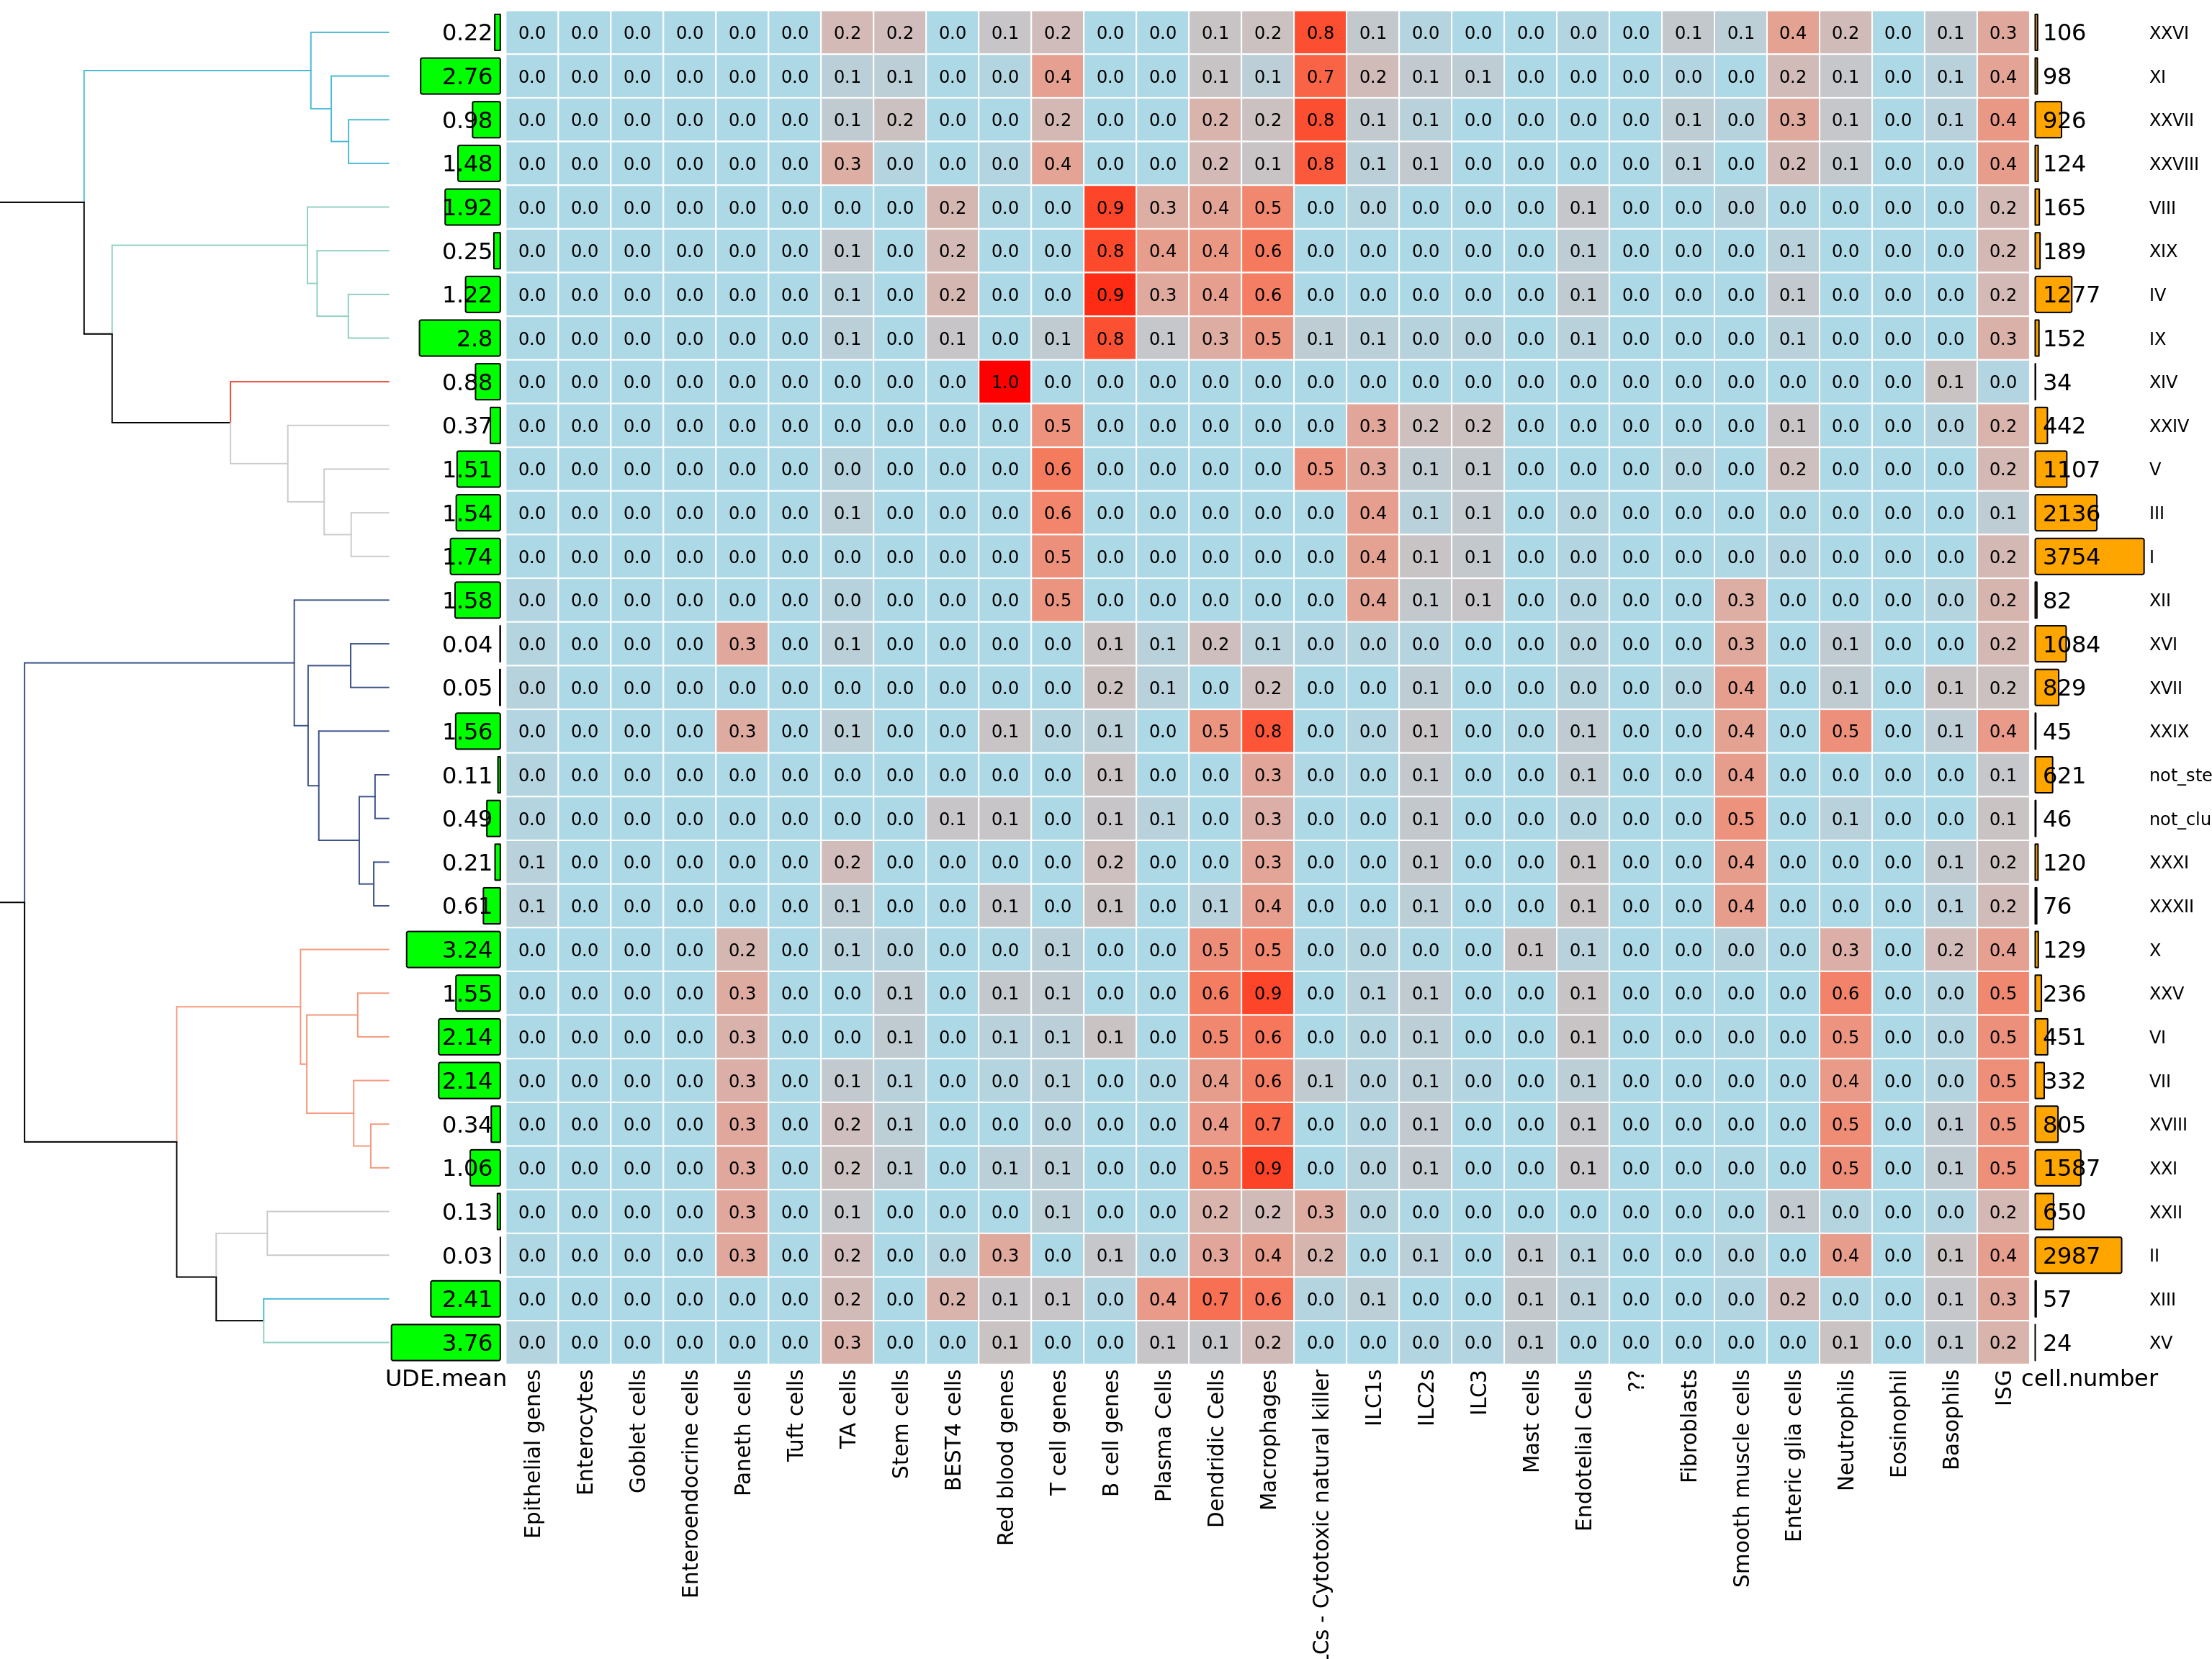 0.22 0.0 0.0 0.0 0.0 0.0 0.0 0.2 0.2 0.0 0.1 0.2 0.0 0.0 0.1 0.2 0.8 0.1 0.0 0.0 0.0 0.0 0.0 0.1 0.1 0.4 0.2 0.0 0.1 0.3 106 XXVI
2.76 0.0 0.0 0.0 0.0 0.0 0.0 0.1 0.1 0.0 0.0 0.4 0.0 0.0 0.1 0.1 0.7 0.2 0.1 0.1 0.0 0.0 0.0 0.0 0.0 0.2 0.1 0.0 0.1 0.4 98 XI
0.98 0.0 0.0 0.0 0.0 0.0 0.0 0.1 0.2 0.0 0.0 0.2 0.0 0.0 0.2 0.2 0.8 0.1 0.1 0.0 0.0 0.0 0.0 0.1 0.0 0.3 0.1 0.0 0.1 0.4 926 XXVII
1.48 0.0 0.0 0.0 0.0 0.0 0.0 0.3 0.0 0.0 0.0 0.4 0.0 0.0 0.2 0.1 0.8 0.1 0.1 0.0 0.0 0.0 0.0 0.1 0.0 0.2 0.1 0.0 0.0 0.4 124 XXVIII
1.92 0.0 0.0 0.0 0.0 0.0 0.0 0.0 0.0 0.2 0.0 0.0 0.9 0.3 0.4 0.5 0.0 0.0 0.0 0.0 0.0 0.1 0.0 0.0 0.0 0.0 0.0 0.0 0.0 0.2 165 VIII
0.25 0.0 0.0 0.0 0.0 0.0 0.0 0.1 0.0 0.2 0.0 0.0 0.8 0.4 0.4 0.6 0.0 0.0 0.0 0.0 0.0 0.1 0.0 0.0 0.0 0.1 0.0 0.0 0.0 0.2 189 XIX
1.22 0.0 0.0 0.0 0.0 0.0 0.0 0.1 0.0 0.2 0.0 0.0 0.9 0.3 0.4 0.6 0.0 0.0 0.0 0.0 0.0 0.1 0.0 0.0 0.0 0.1 0.0 0.0 0.0 0.2 1277 IV
2.8 0.0 0.0 0.0 0.0 0.0 0.0 0.1 0.0 0.1 0.0 0.1 0.8 0.1 0.3 0.5 0.1 0.1 0.0 0.0 0.0 0.1 0.0 0.0 0.0 0.1 0.0 0.0 0.0 0.3 152 IX
0.88 0.0 0.0 0.0 0.0 0.0 0.0 0.0 0.0 0.0 1.0 0.0 0.0 0.0 0.0 0.0 0.0 0.0 0.0 0.0 0.0 0.0 0.0 0.0 0.0 0.0 0.0 0.0 0.1 0.0 34 XIV
0.37 0.0 0.0 0.0 0.0 0.0 0.0 0.0 0.0 0.0 0.0 0.5 0.0 0.0 0.0 0.0 0.0 0.3 0.2 0.2 0.0 0.0 0.0 0.0 0.0 0.1 0.0 0.0 0.0 0.2 442 XXIV
1.51 0.0 0.0 0.0 0.0 0.0 0.0 0.0 0.0 0.0 0.0 0.6 0.0 0.0 0.0 0.0 0.5 0.3 0.1 0.1 0.0 0.0 0.0 0.0 0.0 0.2 0.0 0.0 0.0 0.2 1107 V
1.54 0.0 0.0 0.0 0.0 0.0 0.0 0.1 0.0 0.0 0.0 0.6 0.0 0.0 0.0 0.0 0.0 0.4 0.1 0.1 0.0 0.0 0.0 0.0 0.0 0.0 0.0 0.0 0.0 0.1 2136 III
1.74 0.0 0.0 0.0 0.0 0.0 0.0 0.0 0.0 0.0 0.0 0.5 0.0 0.0 0.0 0.0 0.0 0.4 0.1 0.1 0.0 0.0 0.0 0.0 0.0 0.0 0.0 0.0 0.0 0.2 3754 I
1.58 0.0 0.0 0.0 0.0 0.0 0.0 0.0 0.0 0.0 0.0 0.5 0.0 0.0 0.0 0.0 0.0 0.4 0.1 0.1 0.0 0.0 0.0 0.0 0.3 0.0 0.0 0.0 0.0 0.2 82 XII
0.04 0.0 0.0 0.0 0.0 0.3 0.0 0.1 0.0 0.0 0.0 0.0 0.1 0.1 0.2 0.1 0.0 0.0 0.0 0.0 0.0 0.0 0.0 0.0 0.3 0.0 0.1 0.0 0.0 0.2 1084 XVI
0.05 0.0 0.0 0.0 0.0 0.0 0.0 0.0 0.0 0.0 0.0 0.0 0.2 0.1 0.0 0.2 0.0 0.0 0.1 0.0 0.0 0.0 0.0 0.0 0.4 0.0 0.1 0.0 0.1 0.2 829 XVII
1.56 0.0 0.0 0.0 0.0 0.3 0.0 0.1 0.0 0.0 0.1 0.0 0.1 0.0 0.5 0.8 0.0 0.0 0.1 0.0 0.0 0.1 0.0 0.0 0.4 0.0 0.5 0.0 0.1 0.4 45 XXIX
0.11 0.0 0.0 0.0 0.0 0.0 0.0 0.0 0.0 0.0 0.0 0.0 0.1 0.0 0.0 0.3 0.0 0.0 0.1 0.0 0.0 0.1 0.0 0.0 0.4 0.0 0.0 0.0 0.0 0.1 621 not_ste
0.49 0.0 0.0 0.0 0.0 0.0 0.0 0.0 0.0 0.1 0.1 0.0 0.1 0.1 0.0 0.3 0.0 0.0 0.1 0.0 0.0 0.0 0.0 0.0 0.5 0.0 0.1 0.0 0.0 0.1 46 not_clu
0.21 0.1 0.0 0.0 0.0 0.0 0.0 0.2 0.0 0.0 0.0 0.0 0.2 0.0 0.0 0.3 0.0 0.0 0.1 0.0 0.0 0.1 0.0 0.0 0.4 0.0 0.0 0.0 0.1 0.2 120 XXXI
0.61 0.1 0.0 0.0 0.0 0.0 0.0 0.1 0.0 0.0 0.1 0.0 0.1 0.0 0.1 0.4 0.0 0.0 0.1 0.0 0.0 0.1 0.0 0.0 0.4 0.0 0.0 0.0 0.1 0.2 76 XXXII
3.24 0.0 0.0 0.0 0.0 0.2 0.0 0.1 0.0 0.0 0.0 0.1 0.0 0.0 0.5 0.5 0.0 0.0 0.0 0.0 0.1 0.1 0.0 0.0 0.0 0.0 0.3 0.0 0.2 0.4 129 X
1.55 0.0 0.0 0.0 0.0 0.3 0.0 0.0 0.1 0.0 0.1 0.1 0.0 0.0 0.6 0.9 0.0 0.1 0.1 0.0 0.0 0.1 0.0 0.0 0.0 0.0 0.6 0.0 0.0 0.5 236 XXV
2.14 0.0 0.0 0.0 0.0 0.3 0.0 0.0 0.1 0.0 0.1 0.1 0.1 0.0 0.5 0.6 0.0 0.0 0.1 0.0 0.0 0.1 0.0 0.0 0.0 0.0 0.5 0.0 0.0 0.5 451 VI
2.14 0.0 0.0 0.0 0.0 0.3 0.0 0.1 0.1 0.0 0.0 0.1 0.0 0.0 0.4 0.6 0.1 0.0 0.1 0.0 0.0 0.1 0.0 0.0 0.0 0.0 0.4 0.0 0.0 0.5 332 VII
0.34 0.0 0.0 0.0 0.0 0.3 0.0 0.2 0.1 0.0 0.0 0.0 0.0 0.0 0.4 0.7 0.0 0.0 0.1 0.0 0.0 0.1 0.0 0.0 0.0 0.0 0.5 0.0 0.1 0.5 805 XVIII
1.06 0.0 0.0 0.0 0.0 0.3 0.0 0.2 0.1 0.0 0.1 0.1 0.0 0.0 0.5 0.9 0.0 0.0 0.1 0.0 0.0 0.1 0.0 0.0 0.0 0.0 0.5 0.0 0.1 0.5 1587 XXI
0.13 0.0 0.0 0.0 0.0 0.3 0.0 0.1 0.0 0.0 0.0 0.1 0.0 0.0 0.2 0.2 0.3 0.0 0.0 0.0 0.0 0.0 0.0 0.0 0.0 0.1 0.0 0.0 0.0 0.2 650 XXII
0.03 0.0 0.0 0.0 0.0 0.3 0.0 0.2 0.0 0.0 0.3 0.0 0.1 0.0 0.3 0.4 0.2 0.0 0.1 0.0 0.1 0.1 0.0 0.0 0.0 0.0 0.4 0.0 0.1 0.4 2987 II
2.41 0.0 0.0 0.0 0.0 0.0 0.0 0.2 0.0 0.2 0.1 0.1 0.0 0.4 0.7 0.6 0.0 0.1 0.0 0.0 0.1 0.1 0.0 0.0 0.0 0.2 0.0 0.0 0.1 0.3 57 XIII
3.76 0.0 0.0 0.0 0.0 0.0 0.0 0.3 0.0 0.0 0.1 0.0 0.0 0.1 0.1 0.2 0.0 0.0 0.0 0.0 0.1 0.0 0.0 0.0 0.0 0.0 0.1 0.0 0.1 0.2 24 XV
UDE.mean
Epithelial genes
Enterocytes
Goblet cells
Enteroendocrine cells
Paneth cells
Tuft cells
TA cells
Stem cells
BEST4 cells
Red blood genes
T cell genes
B cell genes
Plasma Cells
Dendridic Cells
Macrophages
Cs - Cytotoxic natural killer
ILC1s
ILC2s
ILC3
Mast cells
Endotelial Cells
??
Fibroblasts
Smooth muscle cells
Enteric glia cells
Neutrophils
Eosinophil
Basophils
ISG
cell.number